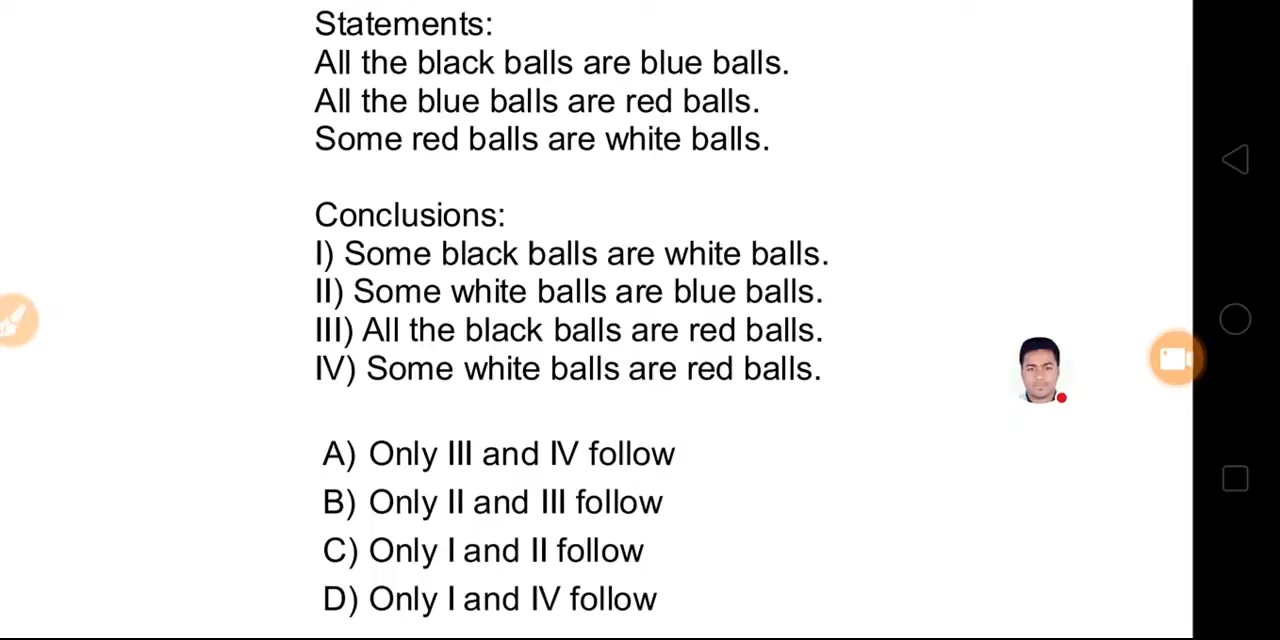 Statements:
All the black balls are blue balls.
All the blue balls are red balls.
Some red balls are white balls.
Conclusions:
I) Some black balls are white balls.
II) Some white balls are blue balls.
III) All the black balls are red balls.
IV) Some white balls are red balls.
A) Only III and IV follow
B) Only II and III follow
C) Only I and II follow
D) Only I and IV follow